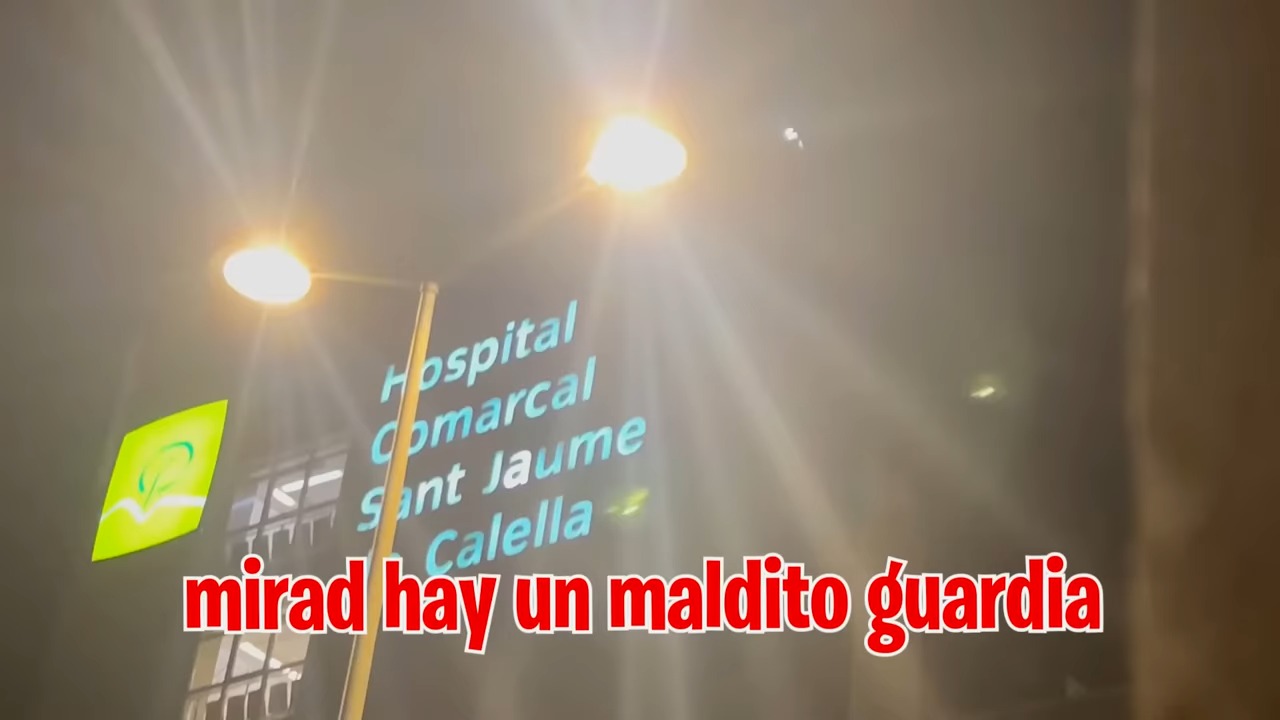 Hospital
Comarcal
Sant Jaume
Calella
mirad hay un maldito guardia